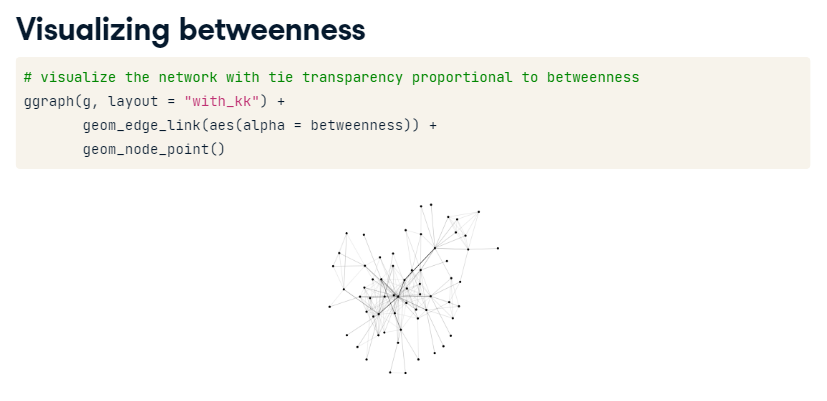 Visualizing betweenness
# visualize the network with tie transparency proportional to betweenness
ggraph(g, layout = "with_kk") +
geom_edge_link(aes(alpha = betweenness)) +
geom_node_point()